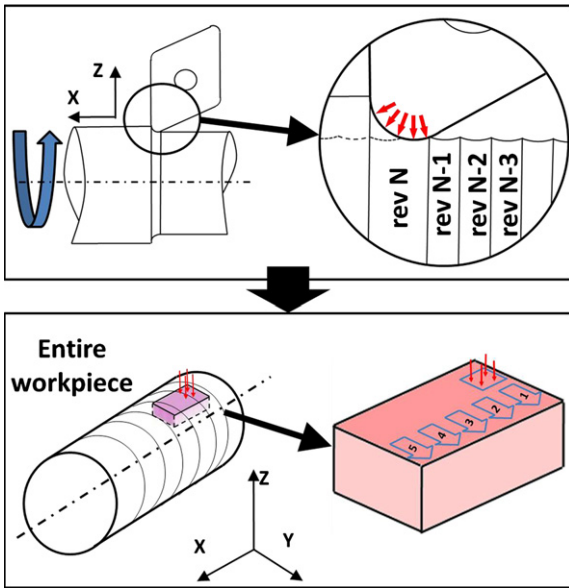 Z
X
rev N
rev N-1
rev N-2
rev N-3
Entire
workpiece
1
2
3
4
5
Z
X
Y